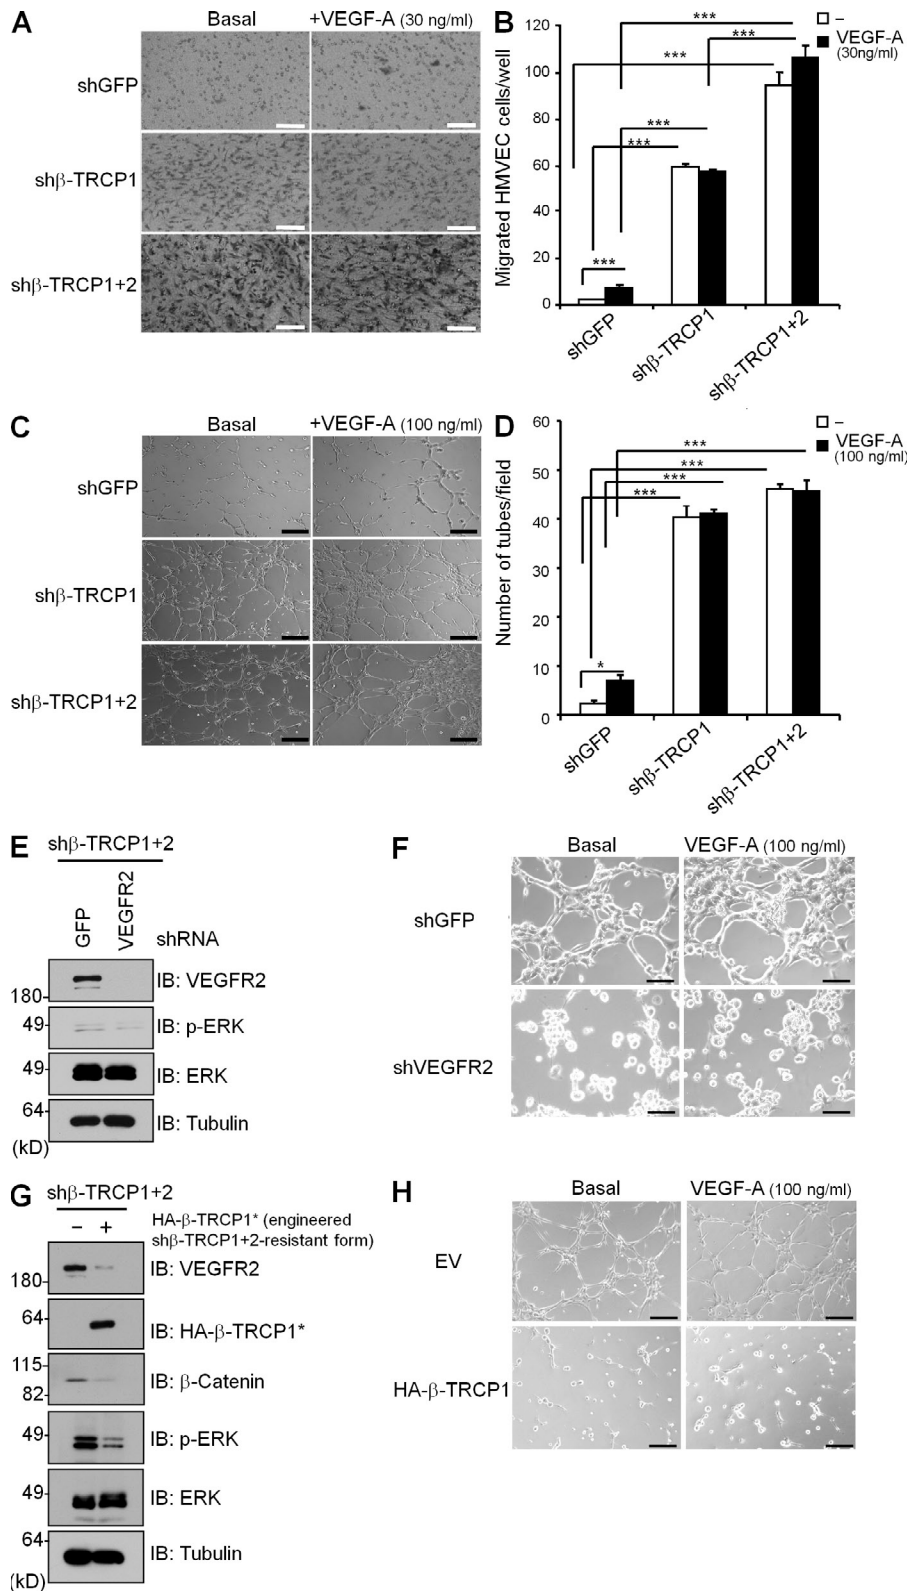 A
Basal
+VEGF-A (30 ng/ml)
shGFP
shβ-TRCP1
shβ-TRCP1+2
B
–
VEGF-A
(30ng/ml)
Migrated HMVEC cells/well
120
100
80
60
40
20
0
***
***
***
***
***
***
shGFP
shβ-TRCP1
shβ-TRCP1+2
C
Basal
+VEGF-A (100 ng/ml)
shGFP
shβ-TRCP1
shβ-TRCP1+2
D
–
VEGF-A
(100 ng/ml)
Number of tubes/field
60
50
40
30
20
10
0
***
***
***
***
*
shGFP
shβ-TRCP1
shβ-TRCP1+2
E
shβ-TRCP1+2
GFP
VEGFR2
shRNA
180
IB: VEGFR2
49
IB: p-ERK
49
IB: ERK
64
IB: Tubulin
(kD)
F
Basal
VEGF-A (100 ng/ml)
shGFP
shVEGFR2
G
shβ-TRCP1+2
– +
HA-β-TRCP1* (engineered
shβ-TRCP1+2-resistant form)
180
IB: VEGFR2
64
IB: HA-β-TRCP1*
115
82
IB: β-Catenin
49
IB: p-ERK
49
IB: ERK
64
IB: Tubulin
(kD)
H
Basal
VEGF-A (100 ng/ml)
EV
HA-β-TRCP1